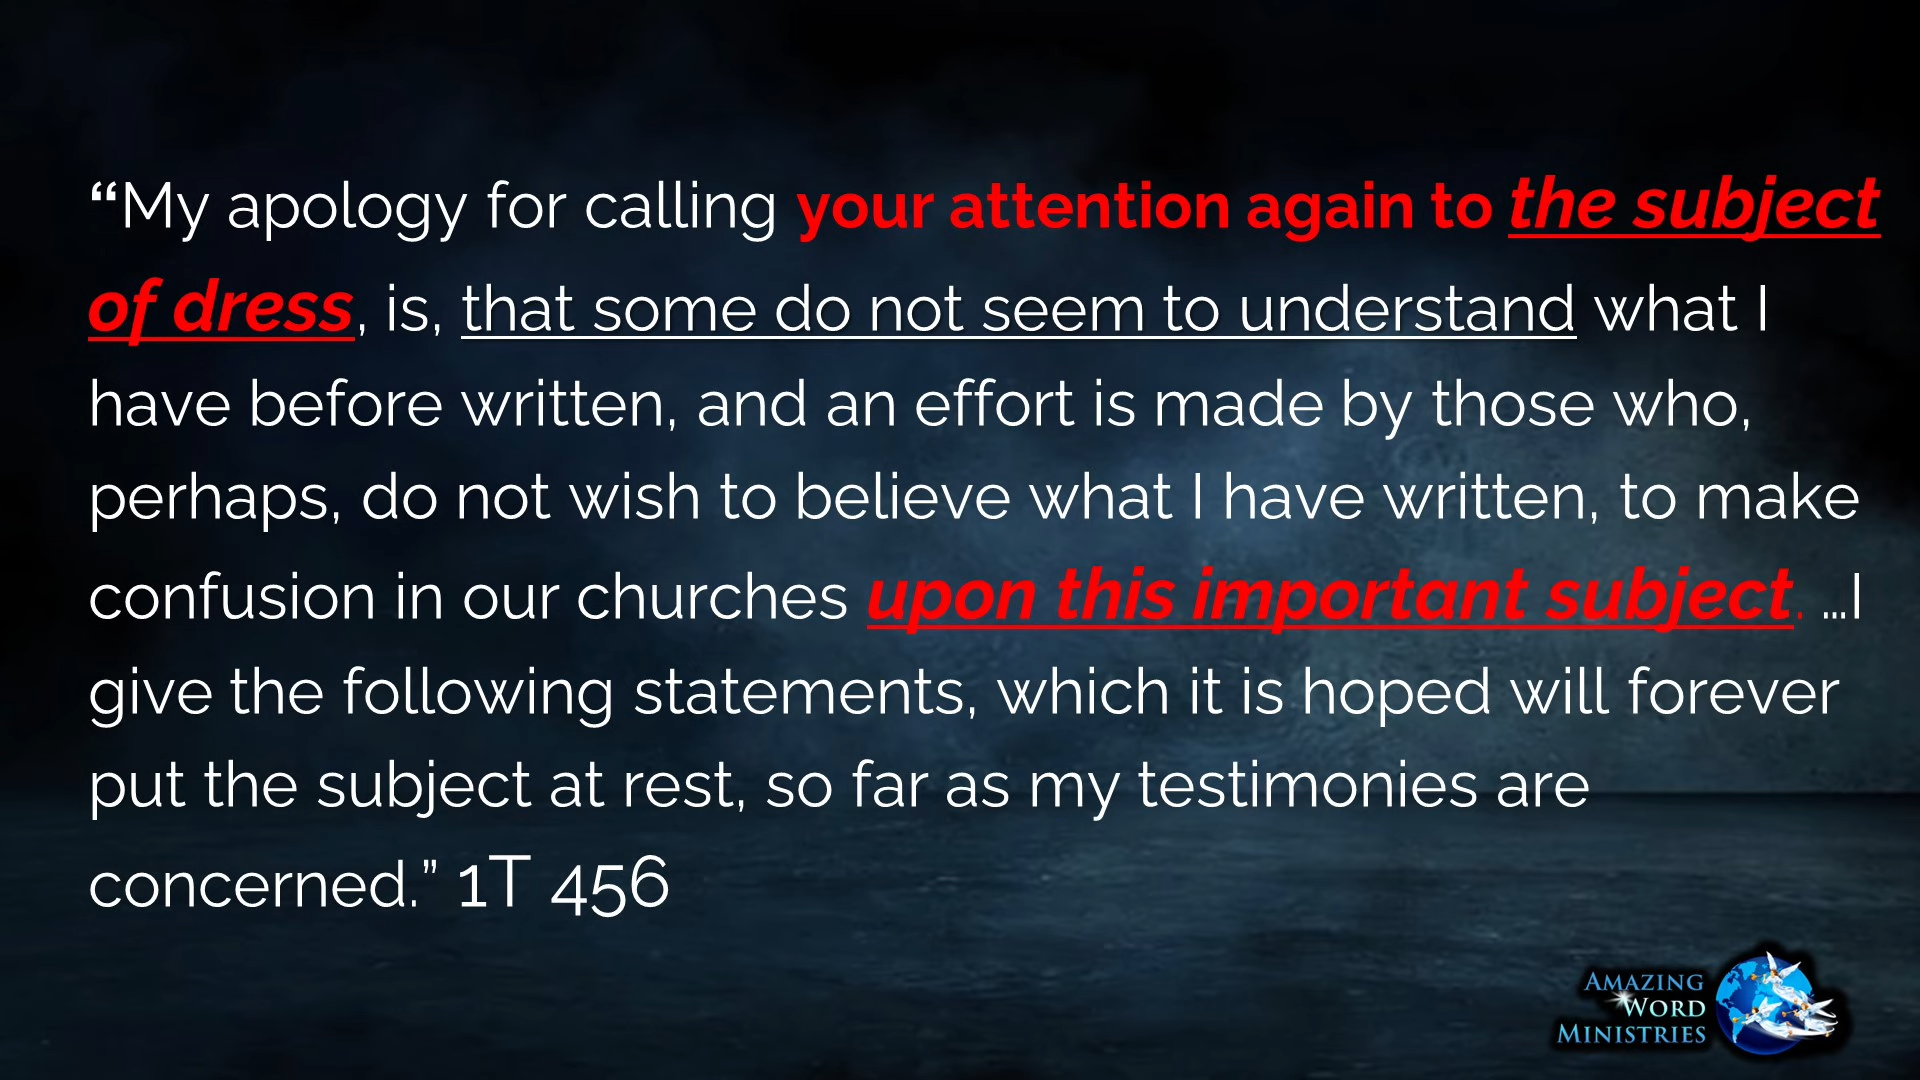 “My apology for calling your attention again to the subject
of dress, is, that some do not seem to understand what I
have before written, and an effort is made by those who,
perhaps, do not wish to believe what I have written, to make
confusion in our churches upon this important subject. …I
give the following statements, which it is hoped will forever
put the subject at rest, so far as my testimonies are
concerned.” 1T 456
AMAZING
WORD
MINISTRIES